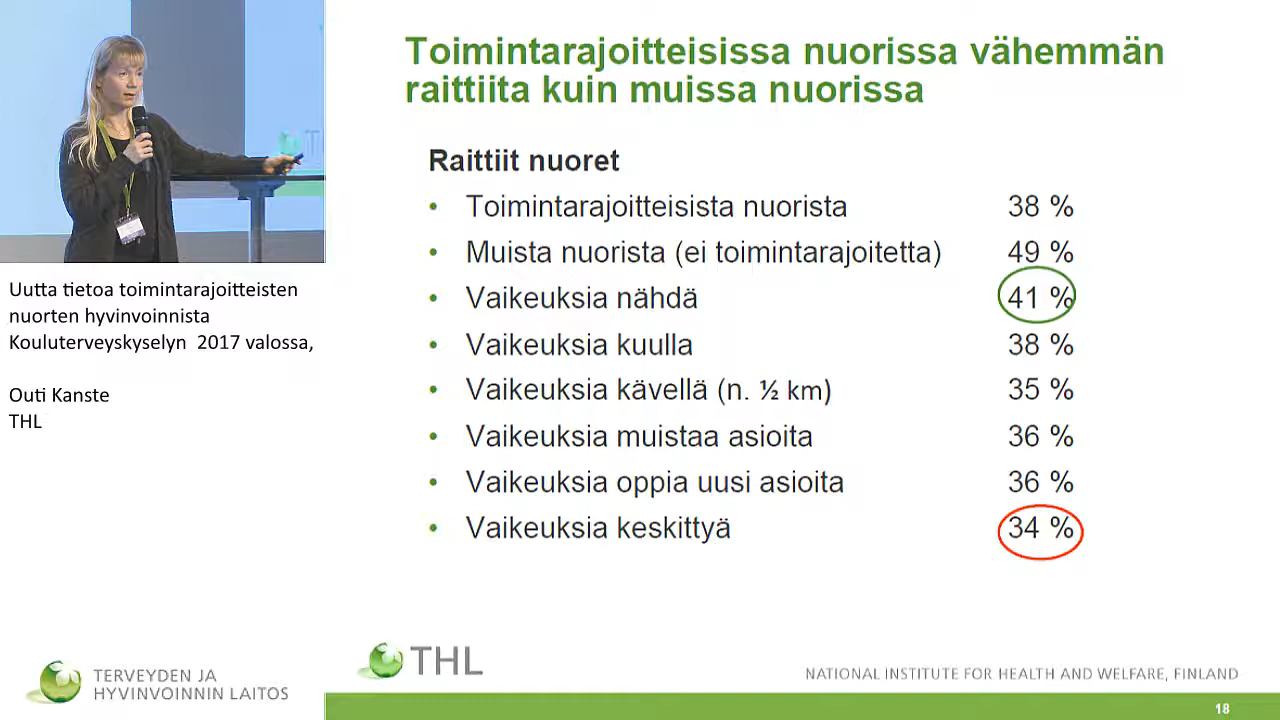 Toimintarajoitteisissa nuorissa vähemmän
raittiita kuin muissa nuorissa
Raittiit nuoret
• Toimintarajoitteisista nuorista 38 %
• Muista nuorista (ei toimintarajoitetta) 49 %
• Vaikeuksia nähdä 41 %
• Vaikeuksia kuulla 38 %
• Vaikeuksia kävellä (n. ½ km) 35 %
• Vaikeuksia muistaa asioita 36 %
• Vaikeuksia oppia uusi asioita 36 %
• Vaikeuksia keskittyä 34 %
Uutta tietoa toimintarajoitteisten
nuorten hyvinvoinnista
Kouluterveyskyselyn 2017 valossa,
Outi Kanste
THL
TERVEYDEN JA
HYVINVOINNIN LAITOS
THL
NATIONAL INSTITUTE FOR HEALTH AND WELFARE, FINLAND
18